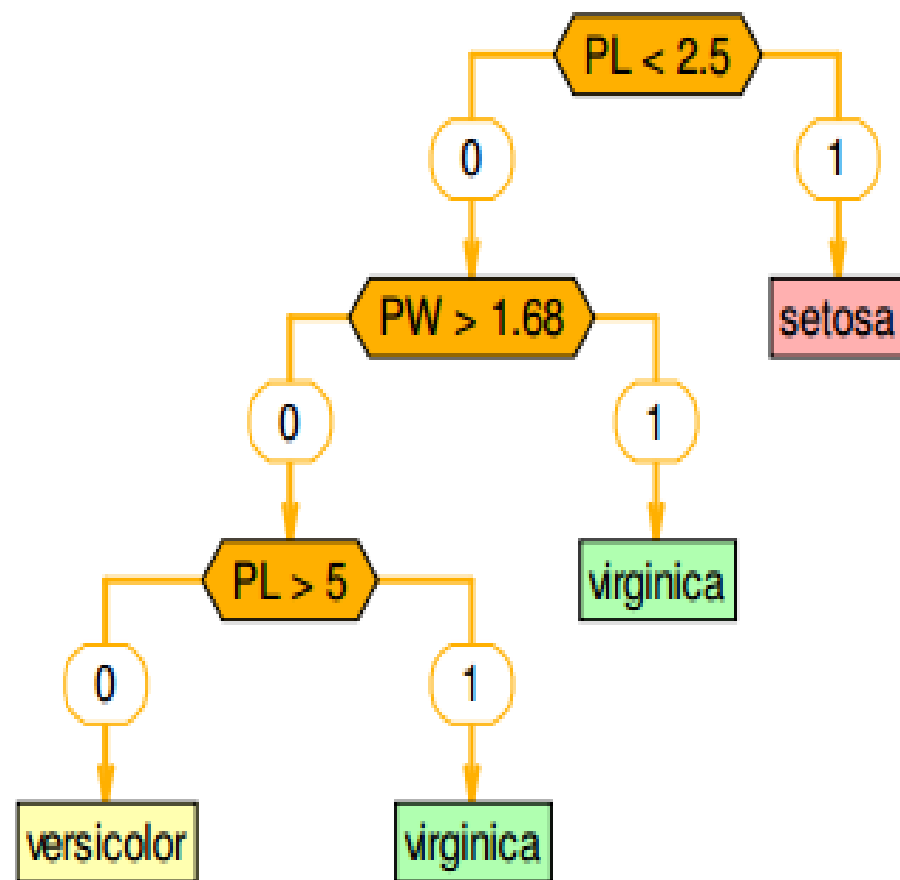 PL < 2.5
0
1
PW > 1.68
setosa
0
1
PL > 5
virginica
0
1
versicolor
virginica